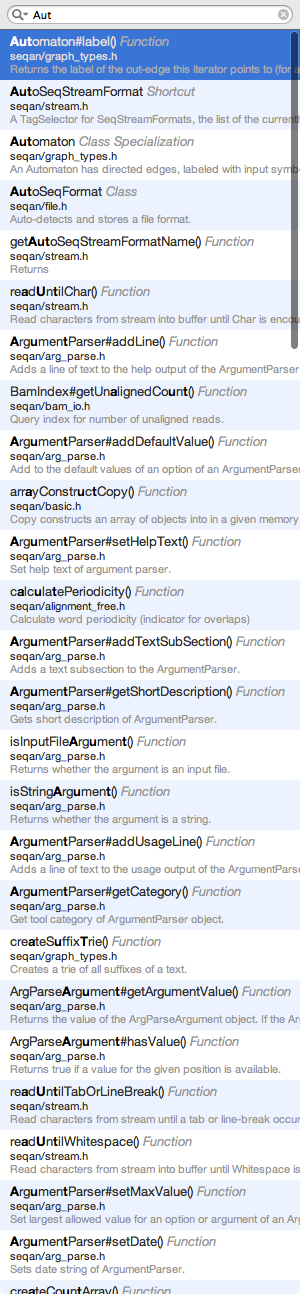 Aut
Automaton#label() Function
seqan/graph_types.h
Returns the label of the out-edge this iterator points to (for a
AutoSeqStreamFormat Shortcut
seqan/stream.h
A TagSelector for SeqStreamFormats, the list of the current
Automaton Class Specialization
seqan/graph_types.h
An Automaton has directed edges, labeled with input symb
AutoSeqFormat Class
seqan/file.h
Auto-detects and stores a file format.
getAutoSeqStreamFormatName() Function
seqan/stream.h
Returns
readUntilChar() Function
seqan/stream.h
Read characters from stream into buffer until Char is encou
ArgumentParser#addLine() Function
seqan/arg_parse.h
Adds a line of text to the help output of the ArgumentParser
BamIndex#getUnalignedCount() Function
seqan/bam_io.h
Query index for number of unaligned reads.
ArgumentParser#addDefaultValue() Function
seqan/arg_parse.h
Add to the default values of an option of an ArgumentParser
arrayConstructCopy() Function
seqan/basic.h
Copy constructs an array of objects into in a given memory
ArgumentParser#setHelpText() Function
seqan/arg_parse.h
Set help text of argument parser.
calculatePeriodicity() Function
seqan/alignment_free.h
Calculate word periodicity (indicator for overlaps)
ArgumentParser#addTextSubSection() Function
seqan/arg_parse.h
Adds a text subsection to the ArgumentParser.
ArgumentParser#getShortDescription() Function
seqan/arg_parse.h
Gets short description of ArgumentParser.
isInputFileArgument() Function
seqan/arg_parse.h
Returns whether the argument is an input file.
isStringArgument() Function
seqan/arg_parse.h
Returns whether the argument is a string.
ArgumentParser#addUsageLine() Function
seqan/arg_parse.h
Adds a line of text to the usage output of the ArgumentParse
ArgumentParser#getCategory() Function
seqan/arg_parse.h
Get tool category of ArgumentParser object.
createSuffixTrie() Function
seqan/graph_types.h
Creates a trie of all suffixes of a text.
ArgParseArgument#getArgumentValue() Function
seqan/arg_parse.h
Returns the value of the ArgParseArgument object. If the Ar
ArgParseArgument#hasValue() Function
seqan/arg_parse.h
Returns true if a value for the given position is available.
readUntilTabOrLineBreak() Function
seqan/stream.h
Read characters from stream until a tab or line-break occur
readUntilWhitespace() Function
seqan/stream.h
Read characters from stream into buffer until Whitespace is
ArgumentParser#setMaxValue() Function
seqan/arg_parse.h
Set largest allowed value for an option or argument of an Arg
ArgumentParser#setDate() Function
seqan/arg_parse.h
Sets date string of ArgumentParser.
createCountArray() Function